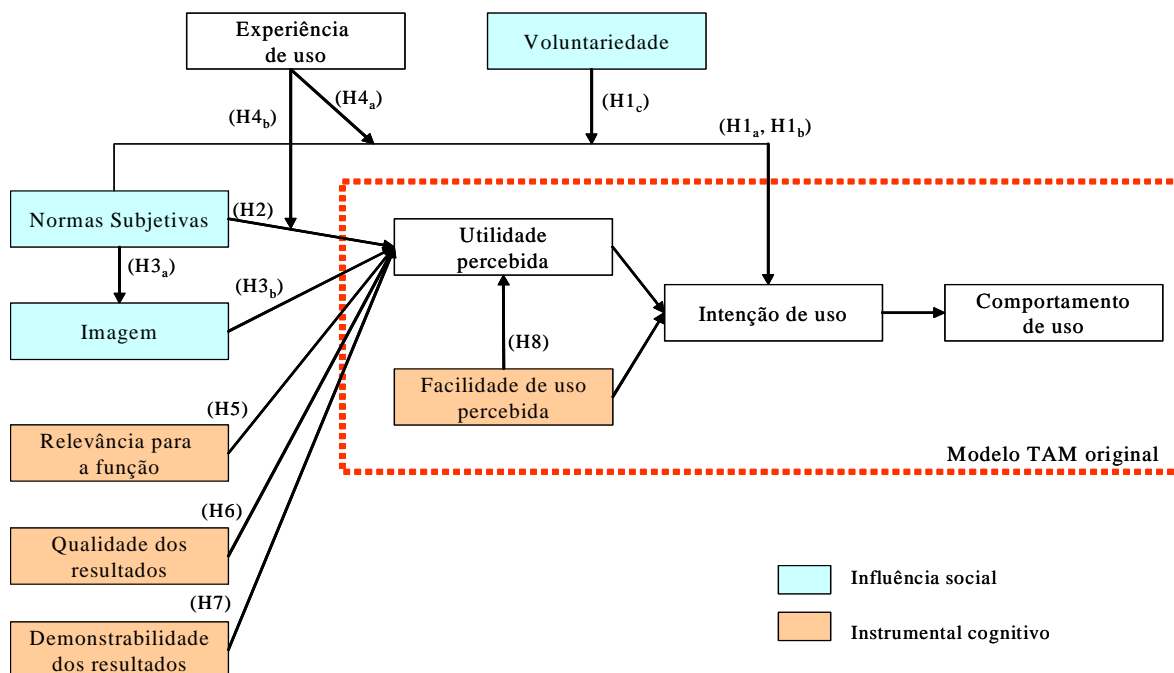 Experiência
de uso
Voluntariedade
(H4a)
(H4b)
(H1c)
(H1a, H1b)
Normas Subjetivas
(H2)
Utilidade
percebida
(H3a)
(H3b)
Imagem
Intenção de uso
Comportamento
de uso
(H8)
Facilidade de uso
percebida
(H5)
Relevância para
a função
Modelo TAM original
(H6)
Qualidade dos
resultados
(H7)
Demonstrabilidade
dos resultados
Influência social
Instrumental cognitivo